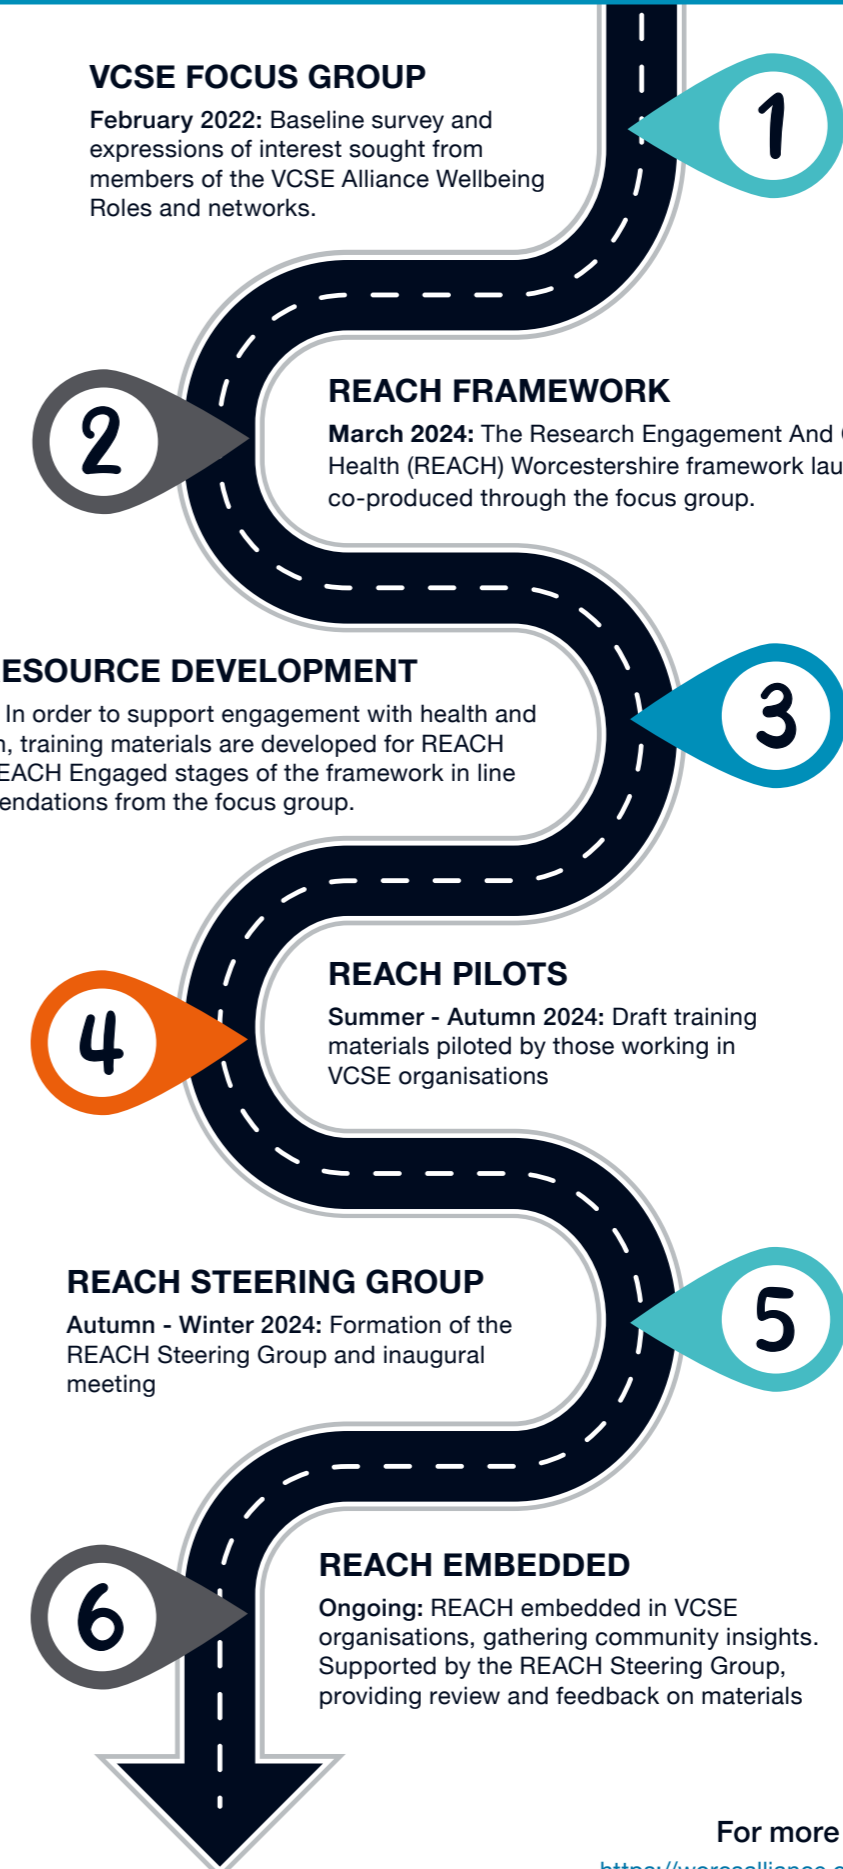 VCSE FOCUS GROUP
1
February 2022: Baseline survey and
expressions of interest sought from
members of the VCSE Alliance Wellbeing
Roles and networks.
2
REACH FRAMEWORK
March 2024: The Research Engagement And
Health (REACH) Worcestershire framework lau
co-produced through the focus group.
ESOURCE DEVELOPMENT
3
In order to support engagement with health and
n, training materials are developed for REACH
EACH Engaged stages of the framework in line
endations from the focus group.
4
REACH PILOTS
Summer - Autumn 2024: Draft training
materials piloted by those working in
VCSE organisations
REACH STEERING GROUP
5
Autumn - Winter 2024: Formation of the
REACH Steering Group and inaugural
meeting
6
REACH EMBEDDED
Ongoing: REACH embedded in VCSE
organisations, gathering community insights.
Supported by the REACH Steering Group,
providing review and feedback on materials
For more